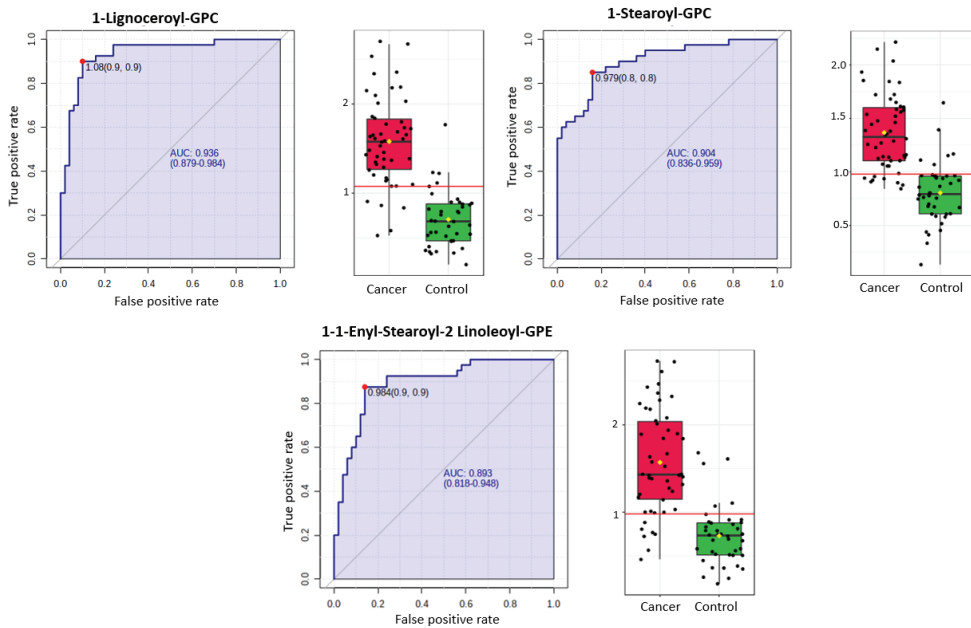 1-Lignoceroyl-GPC
True positive rate
1.0
0.8
0.6
0.4
0.2
0.0
1.08(0.9, 0.9)
AUC: 0.936
(0.879-0.984)
0.0 0.2 0.4 0.6 0.8 1.0
False positive rate
2
1
Cancer Control
1-Stearoyl-GPC
True positive rate
1.0
0.8
0.6
0.4
0.2
0.0
0.979(0.8, 0.8)
AUC: 0.904
(0.836-0.959)
0.0 0.2 0.4 0.6 0.8 1.0
False positive rate
2.0
1.5
1.0
0.5
Cancer Control
1-1-Enyl-Stearoyl-2 Linoleoyl-GPE
True positive rate
1.0
0.8
0.6
0.4
0.2
0.0
0.984(0.9, 0.9)
AUC: 0.893
(0.818-0.948)
0.0 0.2 0.4 0.6 0.8 1.0
False positive rate
2
1
Cancer Control